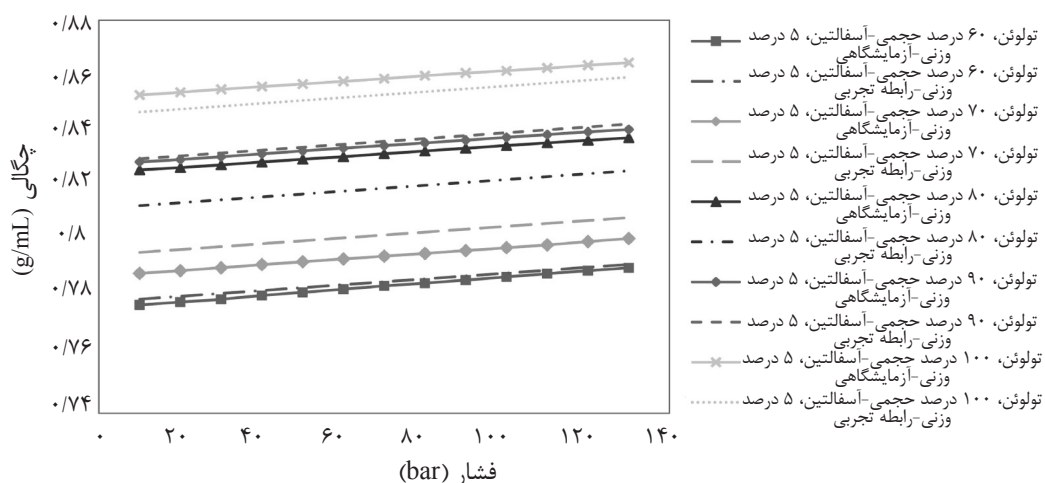 ۰/۸۸
۰/۸۶
۰/۸۴
۰/۸۲
۰/۸
۰/۷۸
۰/۷۶
۰/۷۴
چگالی (g/mL)
۰ ۲۰ ۴۰ ۶۰ ۸۰ ۱۰۰ ۱۲۰ ۱۴۰
فشار (bar)
تولوئن، ۶۰ درصد حجمی-آسفالتین، ۵ درصد
وزنی-آزمایشگاهی
تولوئن، ۶۰ درصد حجمی-آسفالتین، ۵ درصد
وزنی-رابطه تجربی
تولوئن، ۷۰ درصد حجمی-آسفالتین، ۵ درصد
وزنی-آزمایشگاهی
تولوئن، ۷۰ درصد حجمی-آسفالتین، ۵ درصد
وزنی-رابطه تجربی
تولوئن، ۸۰ درصد حجمی-آسفالتین، ۵ درصد
وزنی-آزمایشگاهی
تولوئن، ۸۰ درصد حجمی-آسفالتین، ۵ درصد
وزنی-رابطه تجربی
تولوئن، ۹۰ درصد حجمی-آسفالتین، ۵ درصد
وزنی-آزمایشگاهی
تولوئن، ۹۰ درصد حجمی-آسفالتین، ۵ درصد
وزنی-رابطه تجربی
تولوئن، ۱۰۰ درصد حجمی-آسفالتین، ۵ درصد
وزنی-آزمایشگاهی
تولوئن، ۱۰۰ درصد حجمی-آسفالتین، ۵ درصد
وزنی-رابطه تجربی